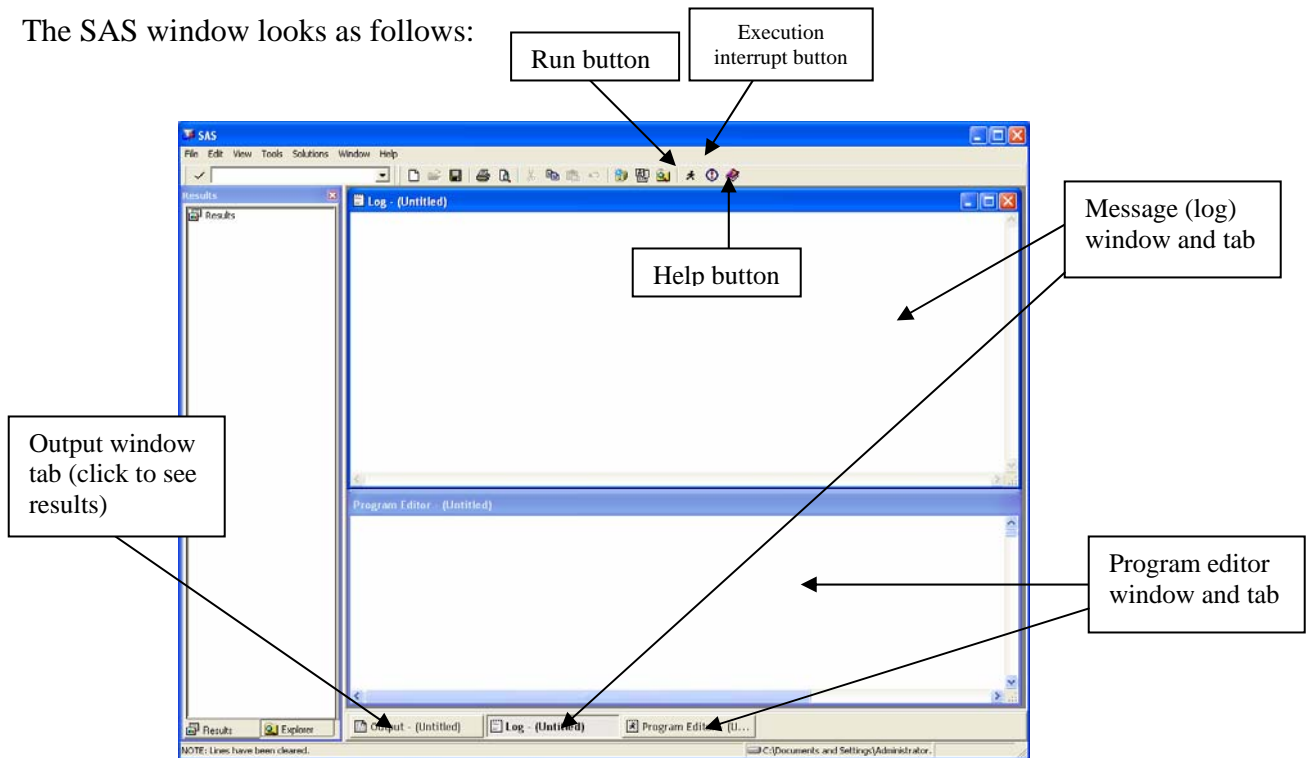 The SAS window looks as follows:
Run button
Execution
interrupt button
SAS
File Edit View Tools Solutions Window Help
Results
Log - (Untitled)
Results
Message (log)
window and tab
Help button
Output window
tab (click to see
results)
Program Editor - (Untitled)
Program editor
window and tab
Results
Explorer
Output - (Untitled)
Log - (Untitled)
Program Editor - (U...
NOTE: Lines have been cleared.
C:\Documents and Settings\Administrator.